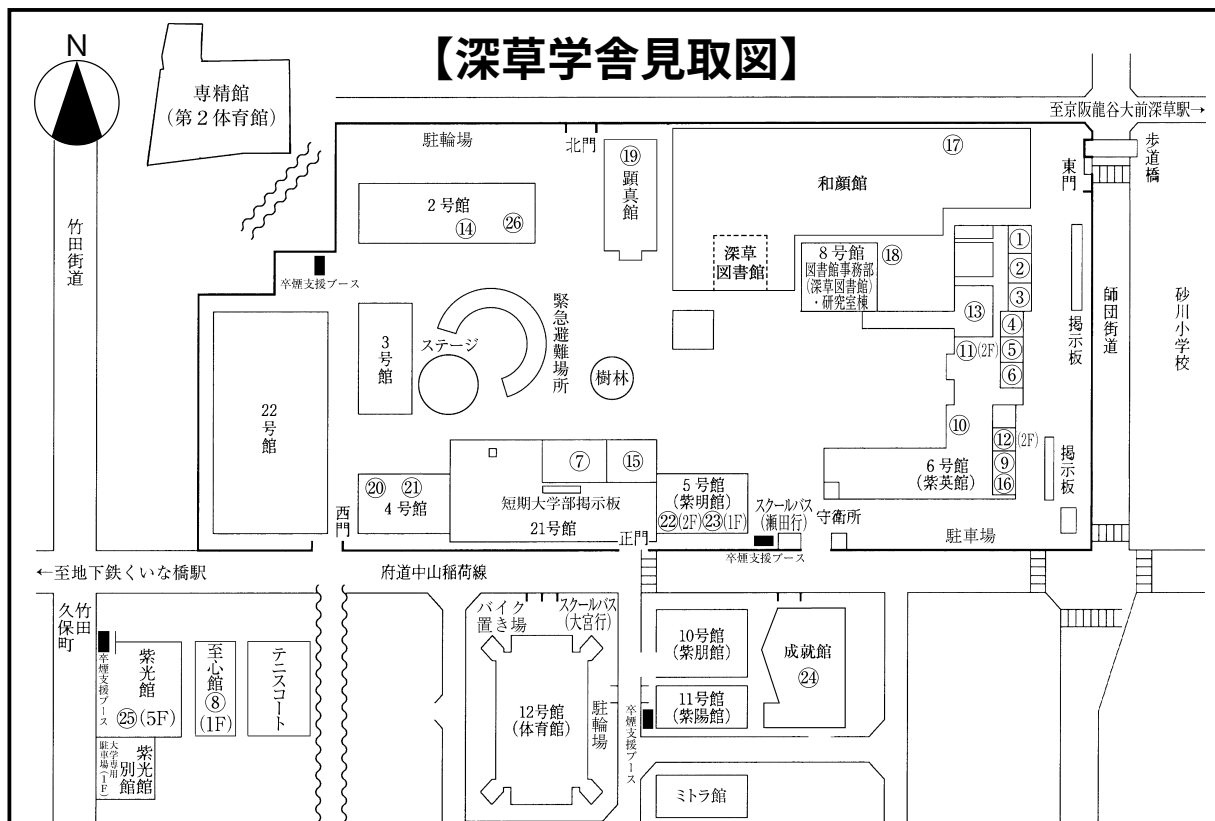 【深草学舎見取図】
N
専精館
(第2体育館)
至京阪龍谷大前深草駅→
駐輪場
北門
⑲
顕真館
⑰
和顔館
東門
歩道橋
竹田街道
2号館
⑭
㉖
卒煙支援ブース
深草
図書館
8号館
図書館事務部
(深草図書館)
・研究室棟
⑱
①
②
③
④
⑤
⑥
⑬
⑪(2F)
掲示板
師団街道
砂川小学校
3号館
ステージ
緊急避難場所
樹林
22号館
⑩
⑫(2F)
⑨
⑯
6号館
(紫英館)
掲示板
⑦
⑮
短期大学部掲示板
21号館
⑳
㉑
4号館
西門
5号館
(紫明館)
㉒(2F)㉓(1F)
正門
スクールバス
(瀬田行)
卒煙支援ブース
守衛所
駐車場
←至地下鉄くいな橋駅
府道中山稲荷線
竹田
久保町
卒煙支援ブース
紫光館
㉕(5F)
至心館
⑧
(1F)
テニスコート
紫光館
別館
大学専用
駐車場(1F)
バイク
置き場
スクールバス
(大宮行)
12号館
(体育館)
駐輪場
卒煙支援ブース
10号館
(紫朋館)
11号館
(紫陽館)
成就館
㉔
ミトラ館